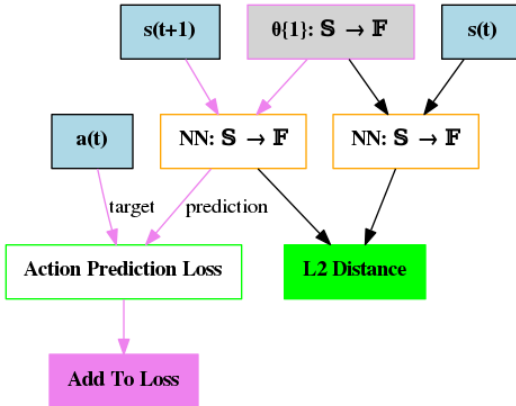 s(t+1)
θ{1}: 𝕊 → 𝔽
s(t)
a(t)
NN: 𝕊 → 𝔽
NN: 𝕊 → 𝔽
target
prediction
Action Prediction Loss
L2 Distance
Add To Loss